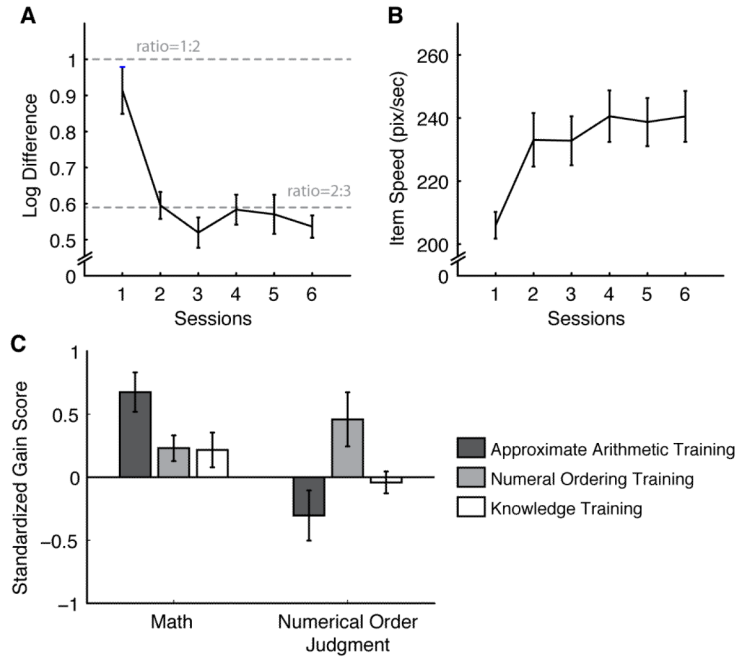 A
ratio=1:2
1
0.9
0.8
0.7
0.6
0.5
0
ratio=2:3
Log Difference
1 2 3 4 5 6
Sessions
B
260
240
220
200
0
Item Speed (pix/sec)
1 2 3 4 5 6
Sessions
C
1
0.5
0
−0.5
−1
Standardized Gain Score
Math
Numerical Order
Judgment
Approximate Arithmetic Training
Numeral Ordering Training
Knowledge Training